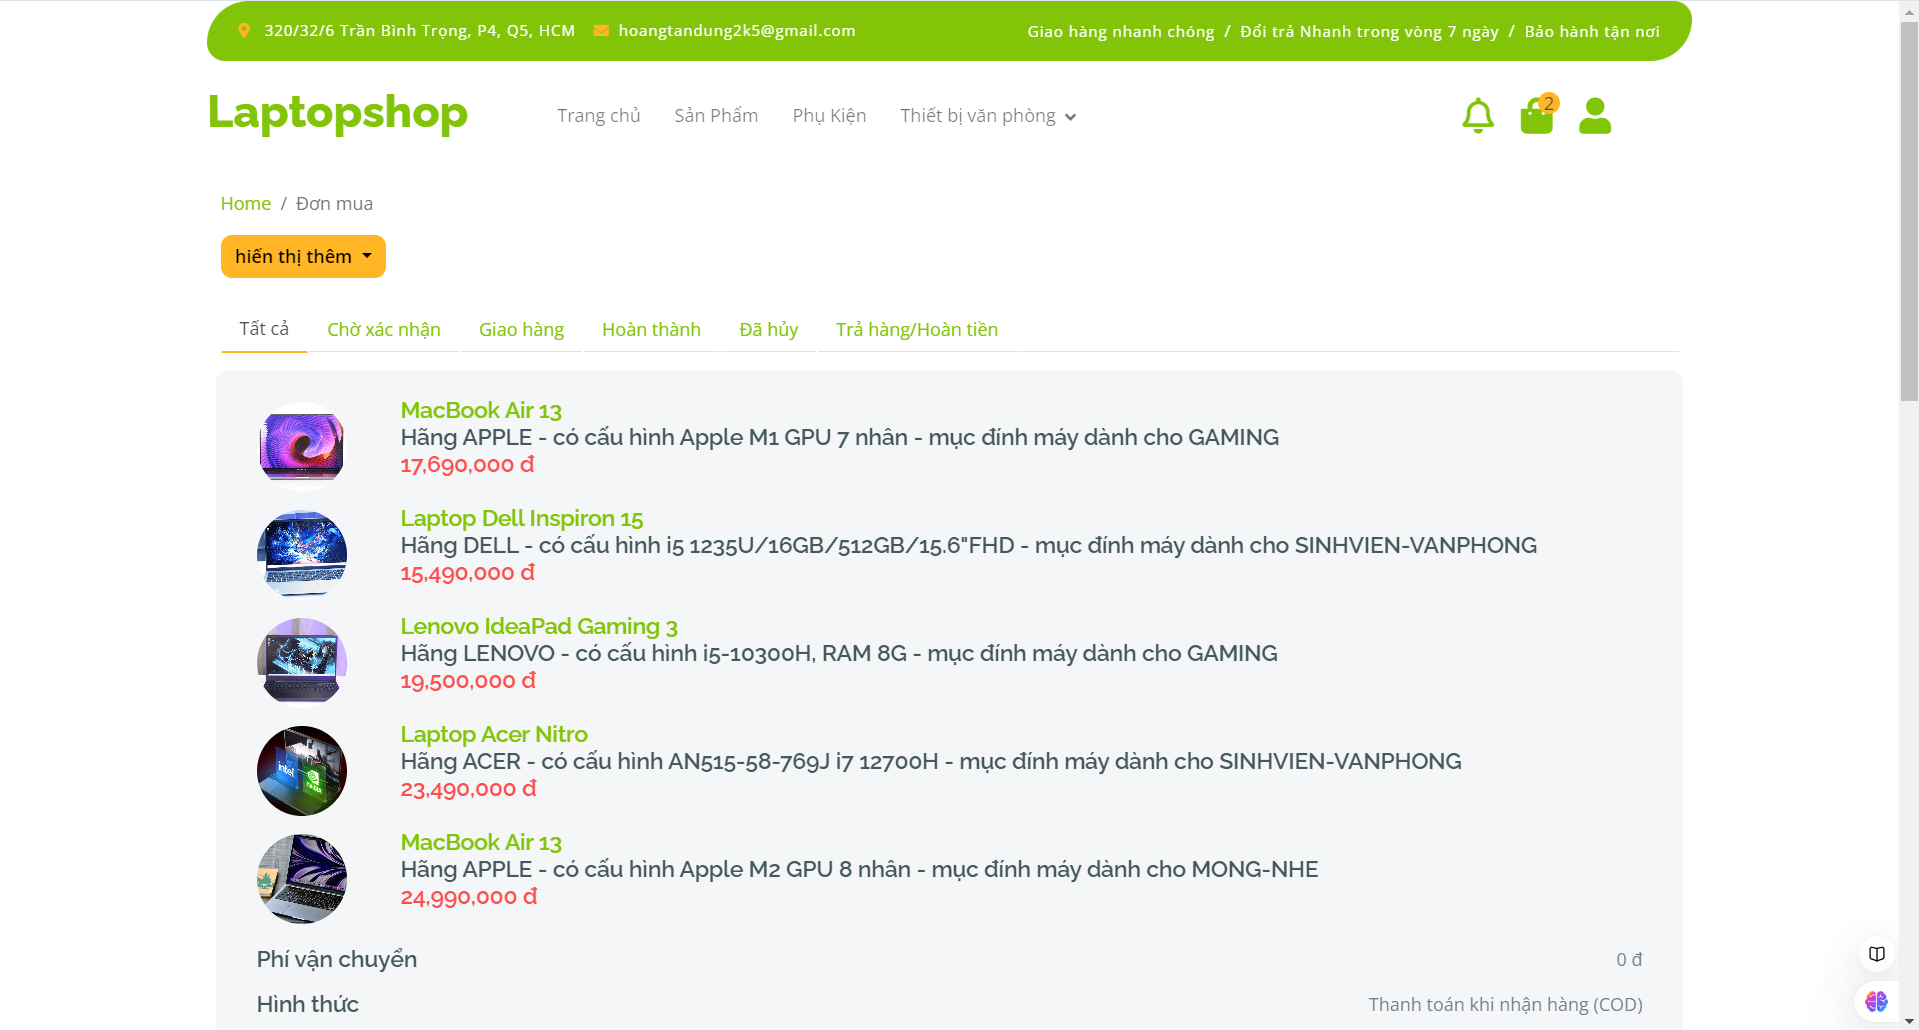 320/32/6 Trần Bình Trọng, P4, Q5, HCM hoangtandung2k5@gmail.com Giao hàng nhanh chóng / Đổi trả Nhanh trong vòng 7 ngày / Bảo hành tận nơi
Laptopshop Trang chủ Sản Phẩm Phụ Kiện Thiết bị văn phòng 2
Home / Đơn mua
hiến thị thêm
Tất cả Chờ xác nhận Giao hàng Hoàn thành Đã hủy Trả hàng/Hoàn tiền
MacBook Air 13
Hãng APPLE - có cấu hình Apple M1 GPU 7 nhân - mục đính máy dành cho GAMING
17,690,000 đ
Laptop Dell Inspiron 15
Hãng DELL - có cấu hình i5 1235U/16GB/512GB/15.6"FHD - mục đính máy dành cho SINHVIEN-VANPHONG
15,490,000 đ
Lenovo IdeaPad Gaming 3
Hãng LENOVO - có cấu hình i5-10300H, RAM 8G - mục đính máy dành cho GAMING
19,500,000 đ
Laptop Acer Nitro
Hãng ACER - có cấu hình AN515-58-769J i7 12700H - mục đính máy dành cho SINHVIEN-VANPHONG
intel
23,490,000 đ
MacBook Air 13
Hãng APPLE - có cấu hình Apple M2 GPU 8 nhân - mục đính máy dành cho MONG-NHE
24,990,000 đ
Phí vận chuyển 0 đ
Hình thức Thanh toán khi nhận hàng (COD)